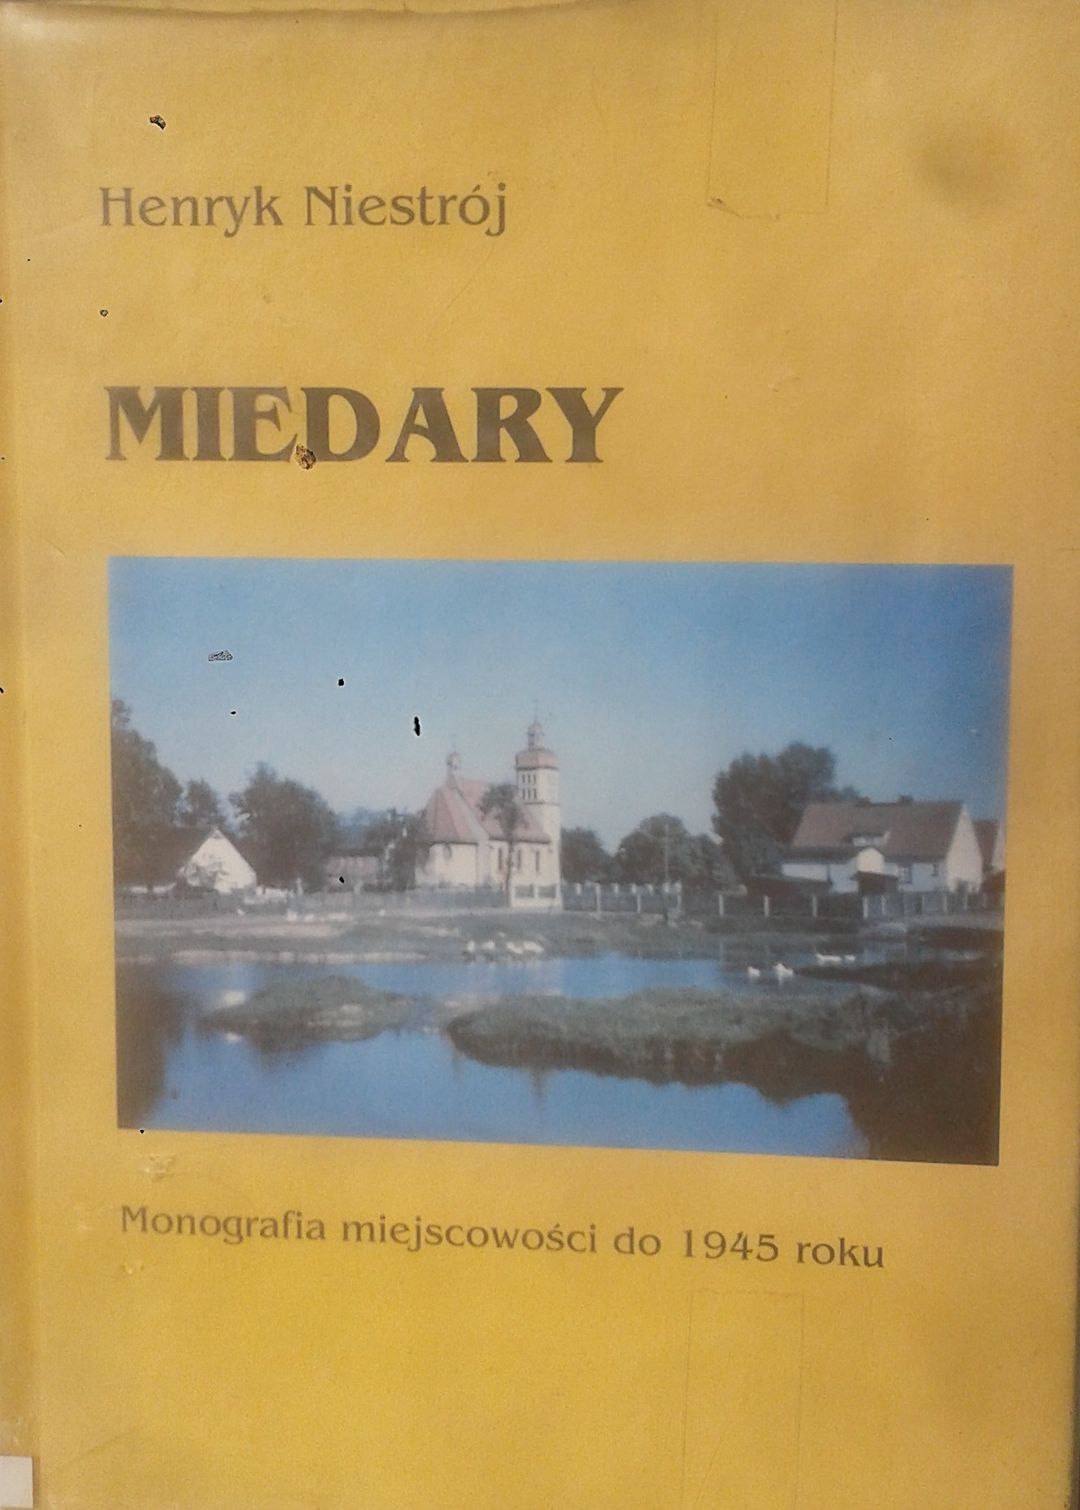 Henryk Niestrój
MIEDARY
Monografia miejscowości do 1945 roku